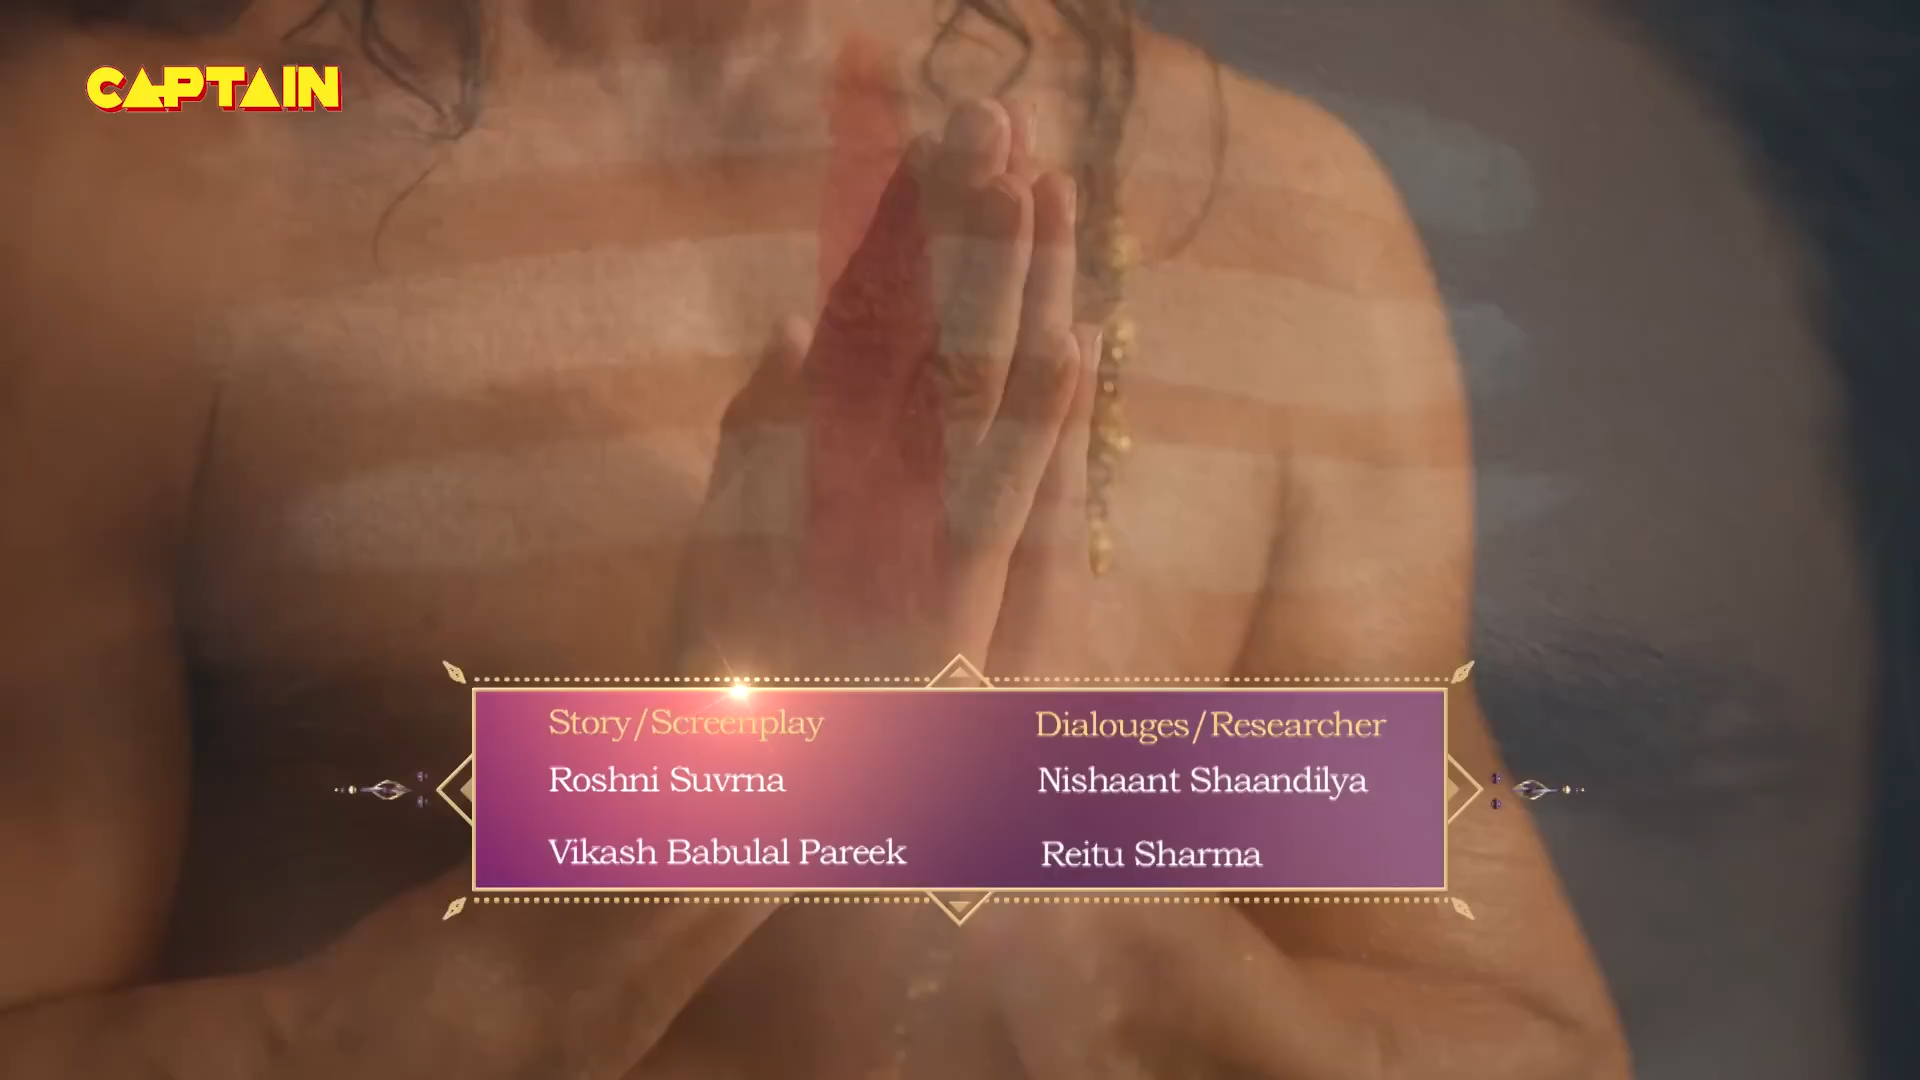 CAPTAIN
Story/Screenplay
Roshni Suvrna
Vikash Babulal Pareek
Dialouges/Researcher
Nishaant Shaandilya
Reitu Sharma